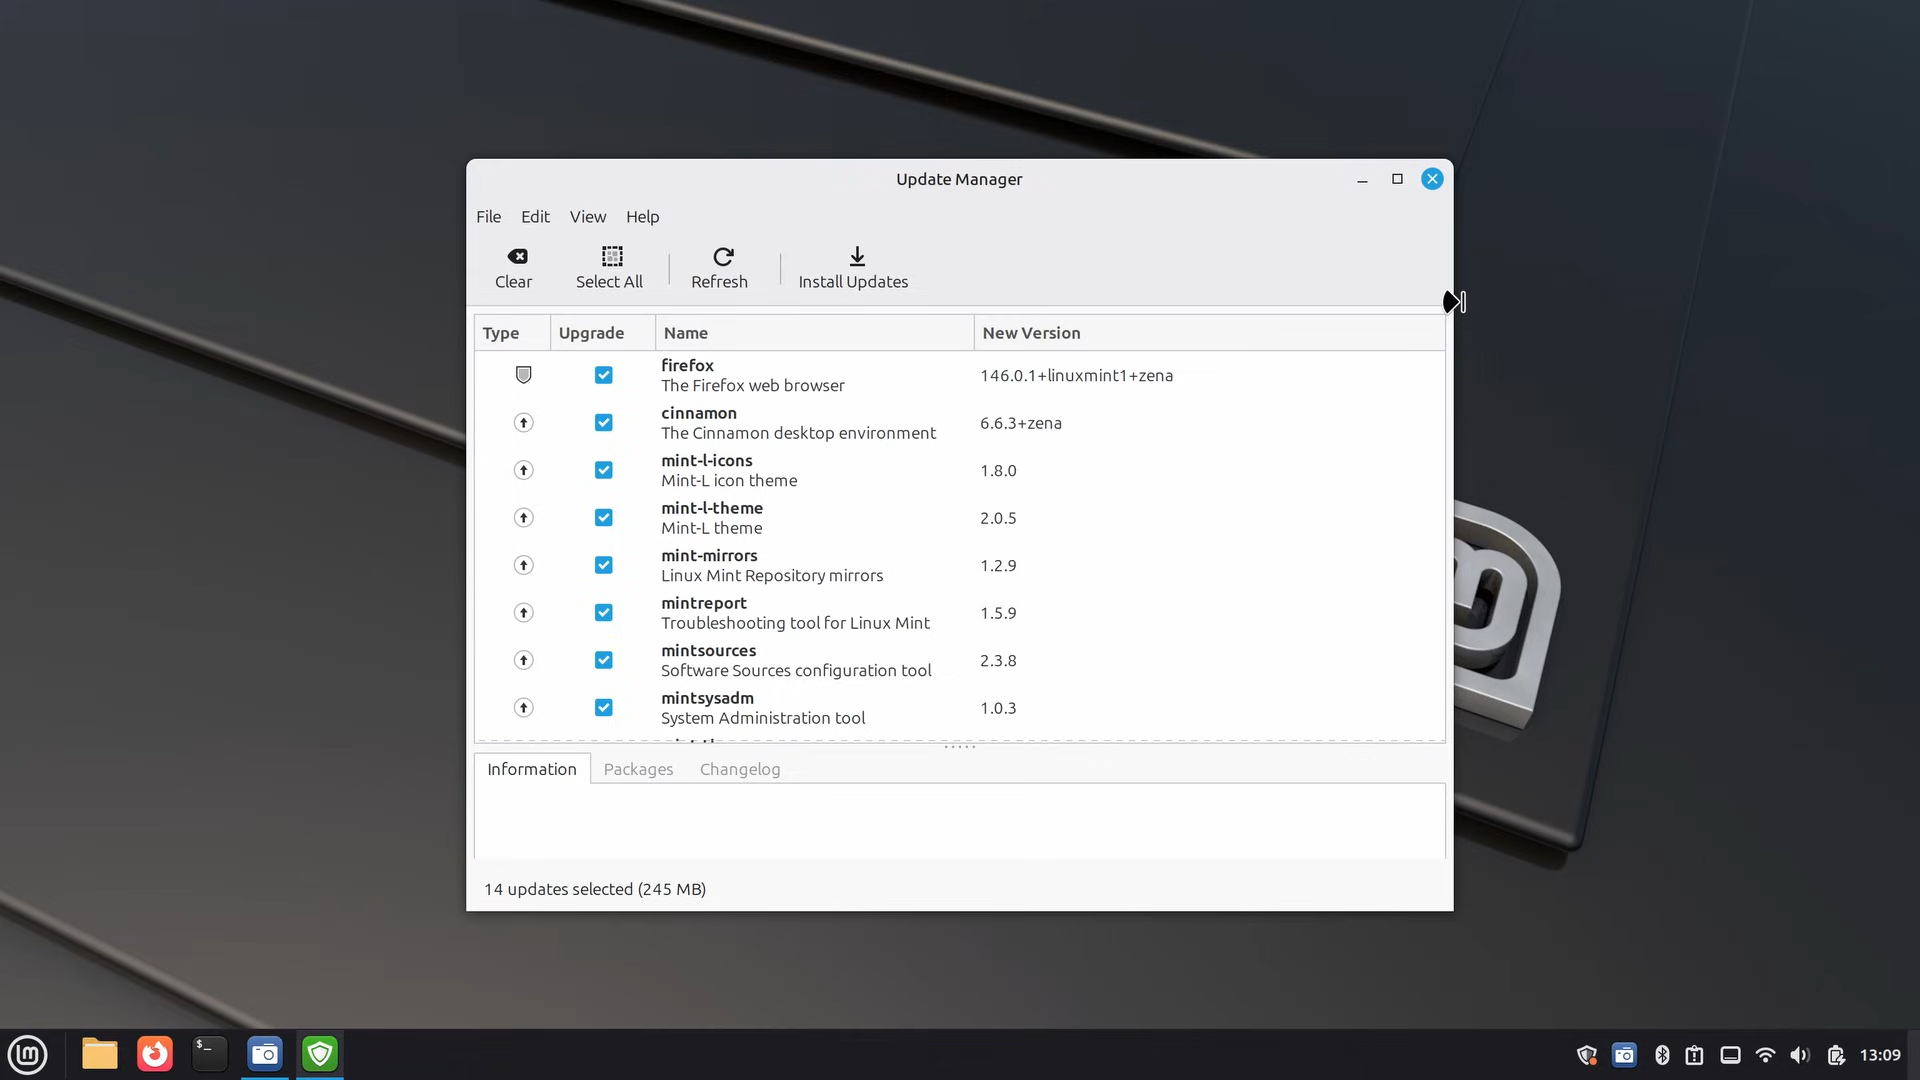 Update Manager
File Edit View Help
Clear Select All Refresh Install Updates
Type Upgrade Name New Version
firefox
The Firefox web browser
146.0.1+linuxmint1+zena
cinnamon
The Cinnamon desktop environment
6.6.3+zena
mint-l-icons
Mint-L icon theme
1.8.0
mint-l-theme
Mint-L theme
2.0.5
mint-mirrors
Linux Mint Repository mirrors
1.2.9
mintreport
Troubleshooting tool for Linux Mint
1.5.9
mintsources
Software Sources configuration tool
2.3.8
mintsysadm
System Administration tool
1.0.3
Information Packages Changelog
14 updates selected (245 MB)
$_
13:09